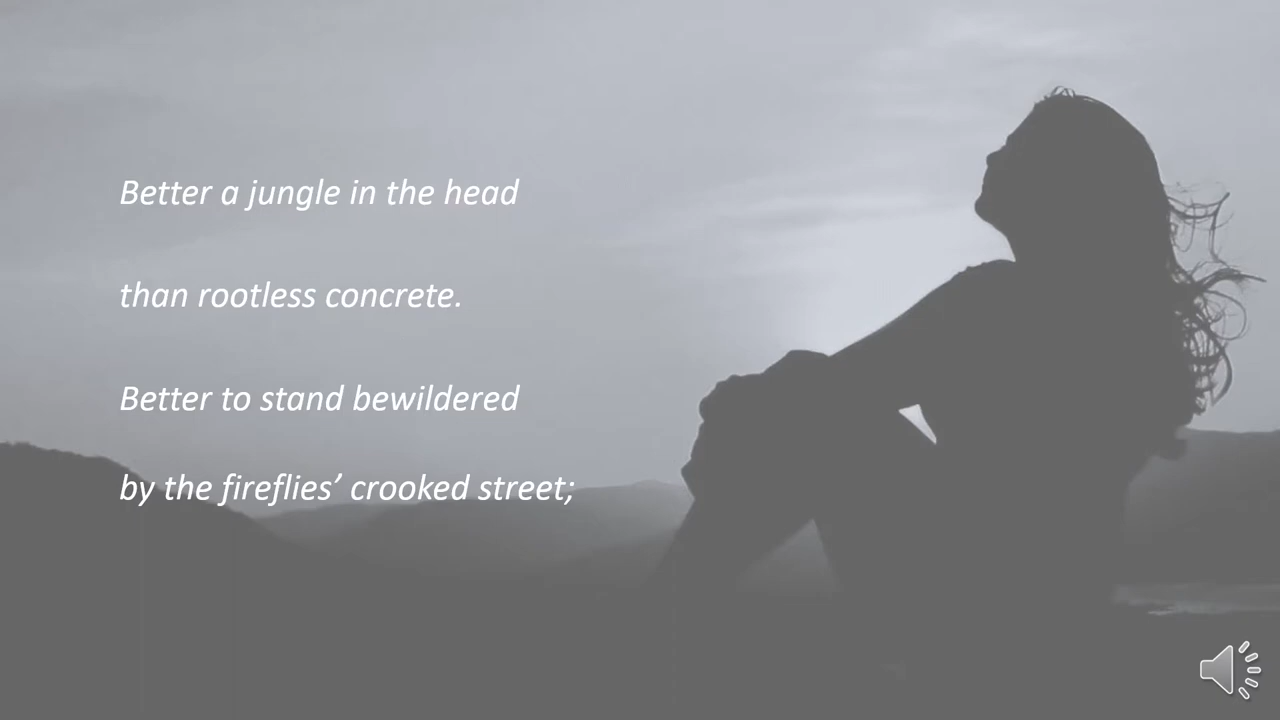 Better a jungle in the head
than rootless concrete.
Better to stand bewildered
by the fireflies’ crooked street;